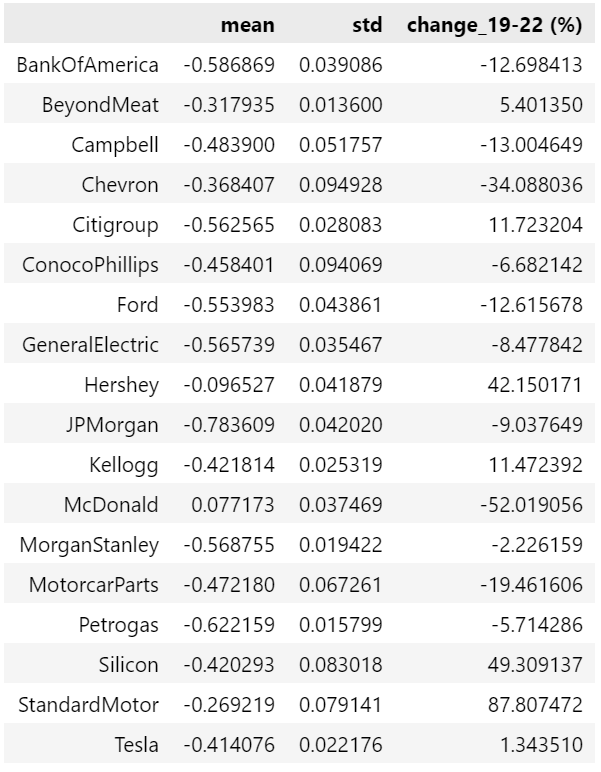 mean std change_19-22 (%)
BankOfAmerica -0.586869 0.039086 -12.698413
BeyondMeat -0.317935 0.013600 5.401350
Campbell -0.483900 0.051757 -13.004649
Chevron -0.368407 0.094928 -34.088036
Citigroup -0.562565 0.028083 11.723204
ConocoPhillips -0.458401 0.094069 -6.682142
Ford -0.553983 0.043861 -12.615678
GeneralElectric -0.565739 0.035467 -8.477842
Hershey -0.096527 0.041879 42.150171
JPMorgan -0.783609 0.042020 -9.037649
Kellogg -0.421814 0.025319 11.472392
McDonald 0.077173 0.037469 -52.019056
MorganStanley -0.568755 0.019422 -2.226159
MotorcarParts -0.472180 0.067261 -19.461606
Petrogas -0.622159 0.015799 -5.714286
Silicon -0.420293 0.083018 49.309137
StandardMotor -0.269219 0.079141 87.807472
Tesla -0.414076 0.022176 1.343510